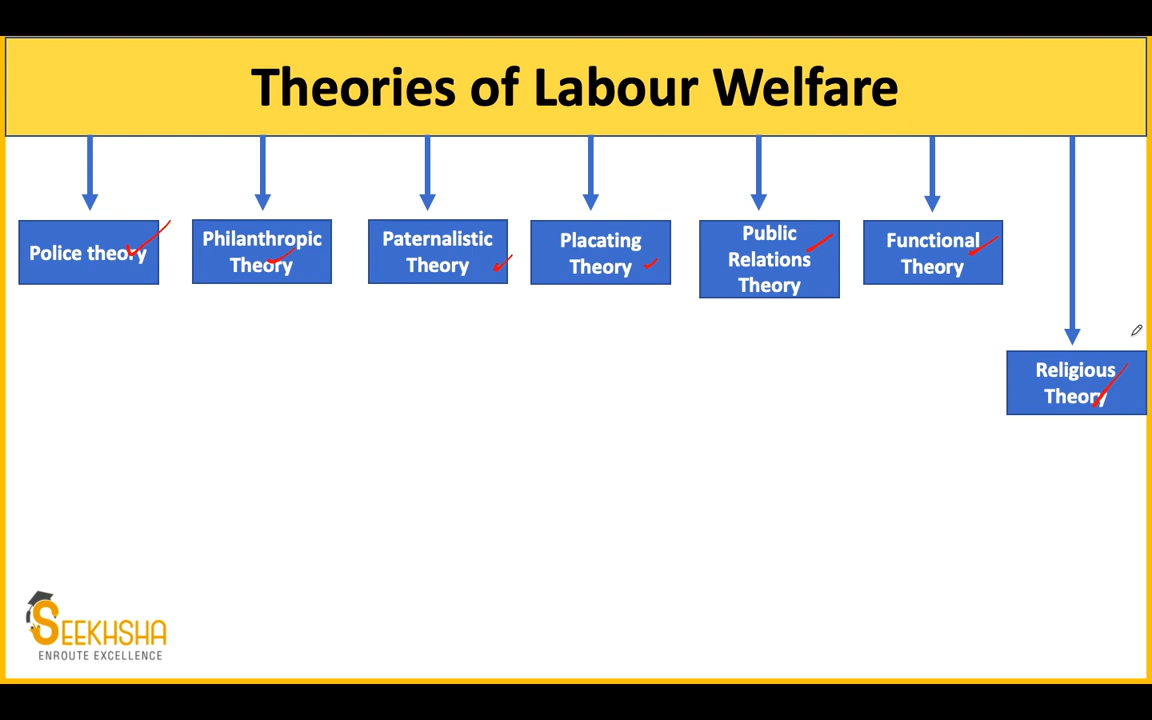 Theories of Labour Welfare
Police theory
Philanthropic
Theory
Paternalistic
Theory
Placating
Theory
Public
Relations
Theory
Functional
Theory
Religious
Theory
SEEKHSHA
ENROUTE EXCELLENCE